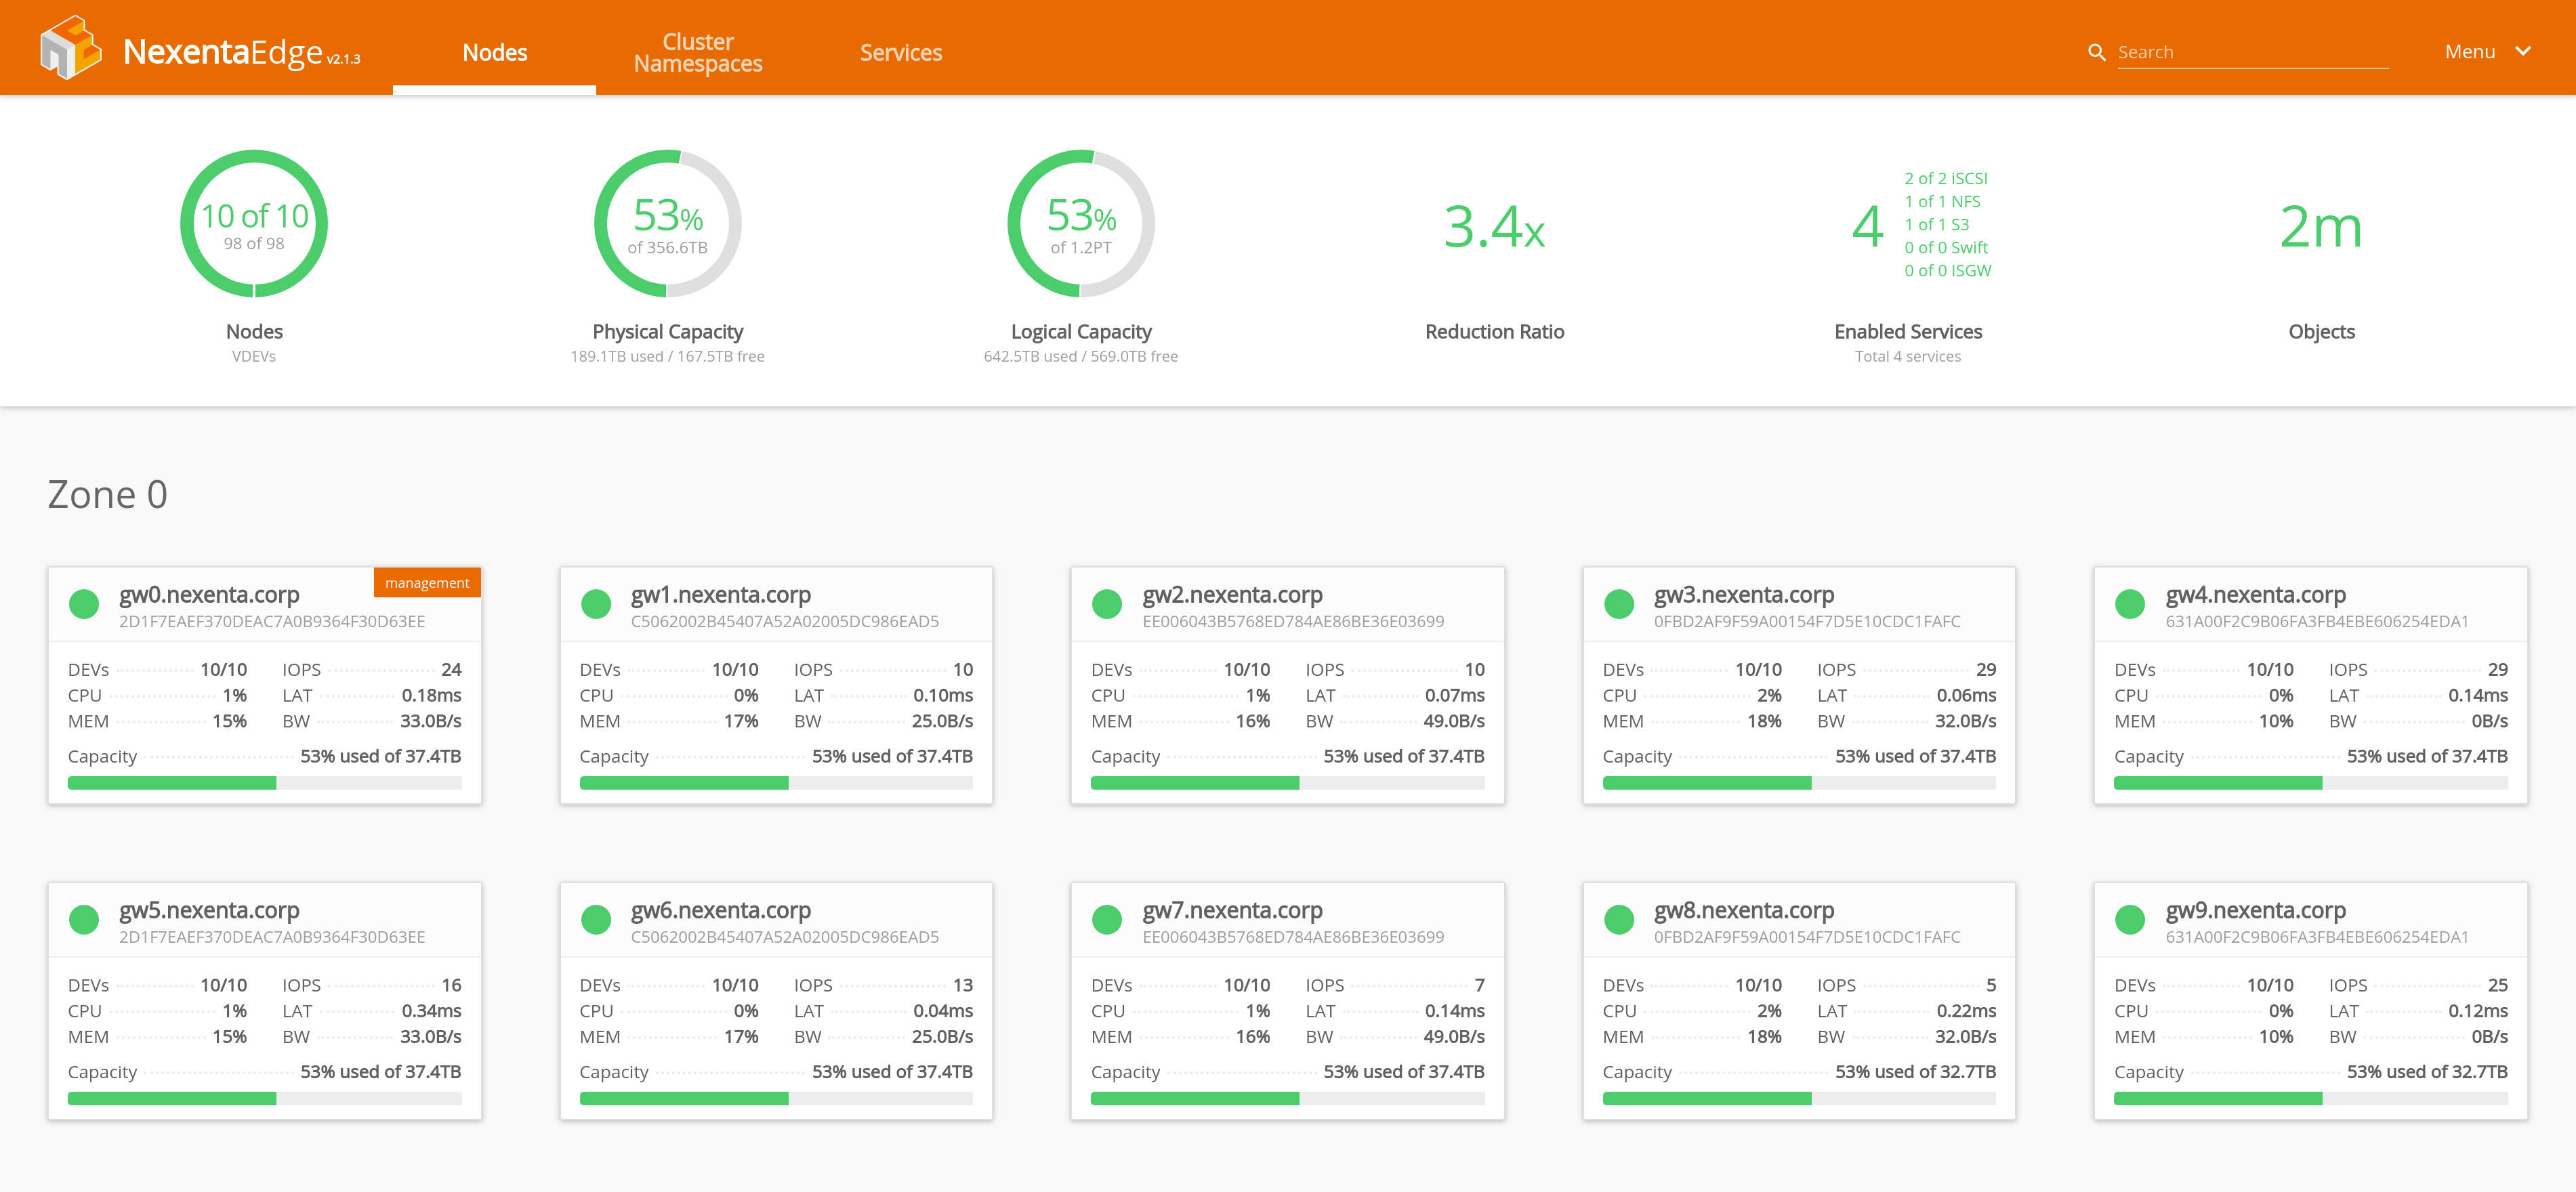 NexentaEdge v2.1.3
Nodes
Cluster
Namespaces
Services
Search
Menu
10 of 10
98 of 98
Nodes
VDEVs
53%
of 356.6TB
Physical Capacity
189.1TB used / 167.5TB free
53%
of 1.2PT
Logical Capacity
642.5TB used / 569.0TB free
3.4x
Reduction Ratio
4
2 of 2 iSCSI
1 of 1 NFS
1 of 1 S3
0 of 0 Swift
0 of 0 ISGW
Enabled Services
Total 4 services
2m
Objects
Zone 0
management
gw0.nexenta.corp
2D1F7EAEF370DEAC7A0B9364F30D63EE
DEVs 10/10 IOPS 24
CPU 1% LAT 0.18ms
MEM 15% BW 33.0B/s
Capacity 53% used of 37.4TB
gw1.nexenta.corp
C5062002B45407A52A02005DC986EAD5
DEVs 10/10 IOPS 10
CPU 0% LAT 0.10ms
MEM 17% BW 25.0B/s
Capacity 53% used of 37.4TB
gw2.nexenta.corp
EE006043B5768ED784AE86BE36E03699
DEVs 10/10 IOPS 10
CPU 1% LAT 0.07ms
MEM 16% BW 49.0B/s
Capacity 53% used of 37.4TB
gw3.nexenta.corp
0FBD2AF9F59A00154F7D5E10CDC1FAFC
DEVs 10/10 IOPS 29
CPU 2% LAT 0.06ms
MEM 18% BW 32.0B/s
Capacity 53% used of 37.4TB
gw4.nexenta.corp
631A00F2C9B06FA3FB4EBE606254EDA1
DEVs 10/10 IOPS 29
CPU 0% LAT 0.14ms
MEM 10% BW 0B/s
Capacity 53% used of 37.4TB
gw5.nexenta.corp
2D1F7EAEF370DEAC7A0B9364F30D63EE
DEVs 10/10 IOPS 16
CPU 1% LAT 0.34ms
MEM 15% BW 33.0B/s
Capacity 53% used of 37.4TB
gw6.nexenta.corp
C5062002B45407A52A02005DC986EAD5
DEVs 10/10 IOPS 13
CPU 0% LAT 0.04ms
MEM 17% BW 25.0B/s
Capacity 53% used of 37.4TB
gw7.nexenta.corp
EE006043B5768ED784AE86BE36E03699
DEVs 10/10 IOPS 7
CPU 1% LAT 0.14ms
MEM 16% BW 49.0B/s
Capacity 53% used of 37.4TB
gw8.nexenta.corp
0FBD2AF9F59A00154F7D5E10CDC1FAFC
DEVs 10/10 IOPS 5
CPU 2% LAT 0.22ms
MEM 18% BW 32.0B/s
Capacity 53% used of 32.7TB
gw9.nexenta.corp
631A00F2C9B06FA3FB4EBE606254EDA1
DEVs 10/10 IOPS 25
CPU 0% LAT 0.12ms
MEM 10% BW 0B/s
Capacity 53% used of 32.7TB